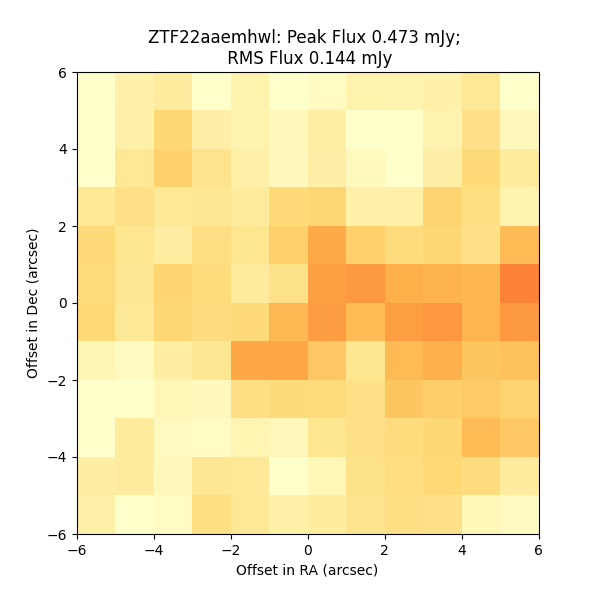 ZTF22aaemhwl: Peak Flux 0.473 mJy;
RMS Flux 0.144 mJy
6
4
2
0
−2
−4
−6
Offset in Dec (arcsec)
−6 −4 −2 0 2 4 6
Offset in RA (arcsec)